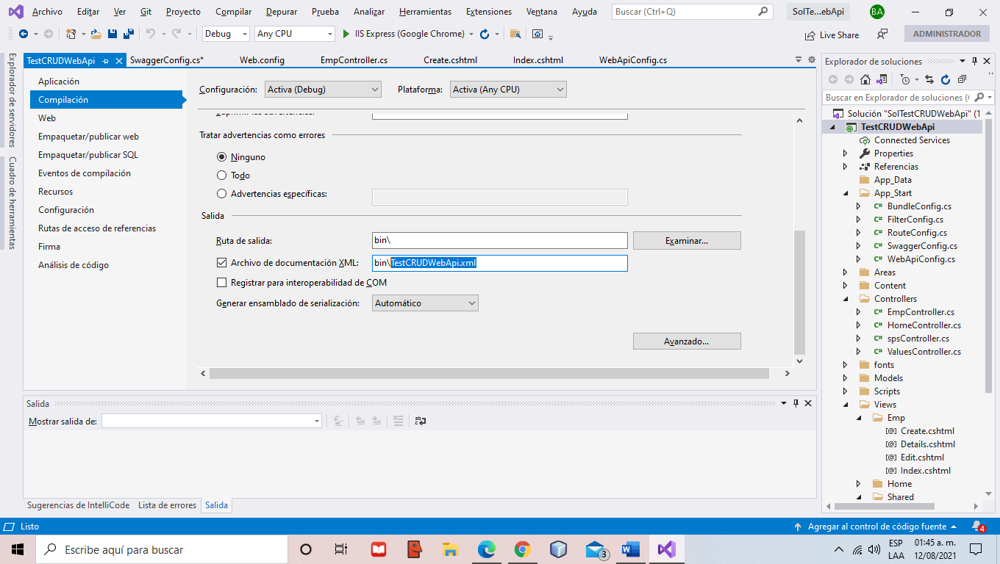 Archivo Editar Ver Git Proyecto Compilar Depurar Prueba Analizar Herramientas Extensiones Ventana Ayuda Buscar (Ctrl+Q) SolTe...ebApi BA
Debug Any CPU IIS Express (Google Chrome) Live Share ADMINISTRADOR
TestCRUDWebApi SwaggerConfig.cs* Web.config EmpController.cs Create.cshtml Index.cshtml WebApiConfig.cs
Explorador de servidores
Cuadro de herramientas
Aplicación
Compilación
Web
Empaquetar/publicar web
Empaquetar/publicar SQL
Eventos de compilación
Recursos
Configuración
Rutas de acceso de referencias
Firma
Análisis de código
Configuración: Activa (Debug) Plataforma: Activa (Any CPU)
Tratar advertencias como errores
Ninguno
Todo
Advertencias específicas:
Salida
Ruta de salida: bin\ Examinar...
Archivo de documentación XML: bin\TestCRUDWebApi.xml
Registrar para interoperabilidad de COM
Generar ensamblado de serialización: Automático
Avanzado...
Salida
Mostrar salida de:
Sugerencias de IntelliCode Lista de errores Salida
Explorador de soluciones
Buscar en Explorador de soluciones (
Solución "SolTestCRUDWebApi" (1
TestCRUDWebApi
Connected Services
Properties
Referencias
App_Data
App_Start
C# BundleConfig.cs
C# FilterConfig.cs
C# RouteConfig.cs
C# SwaggerConfig.cs
C# WebApiConfig.cs
Areas
Content
Controllers
C# EmpController.cs
C# HomeController.cs
C# spsController.cs
C# ValuesController.cs
fonts
Models
Scripts
Views
Emp
[@] Create.cshtml
[@] Details.cshtml
[@] Edit.cshtml
[@] Index.cshtml
Home
Shared
Listo Agregar al control de código fuente 4
Escribe aquí para buscar 3 ESP LAA 01:45 a. m. 12/08/2021